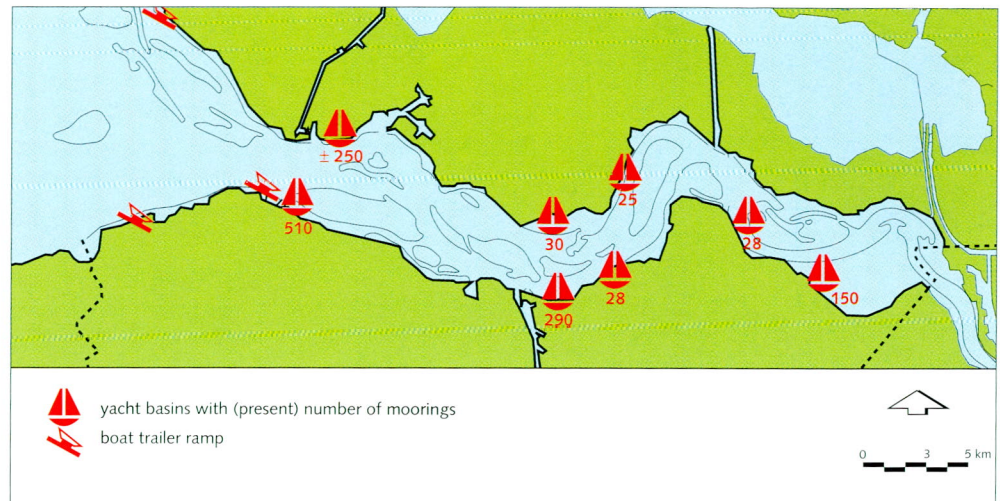 ± 250
25
510
30
28
28
150
290
yacht basins with (present) number of moorings
boat trailer ramp
0 3 5 km